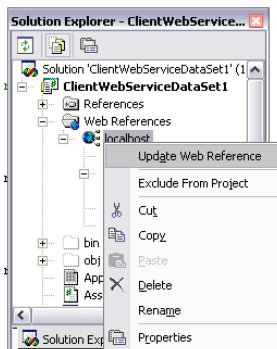 Solution Explorer - ClientWebService...
Solution 'ClientWebServiceDataSet1' (1
ClientWebServiceDataSet1
References
Web References
localhost
Update Web Reference
Exclude From Project
Cut
Copy
Paste
Delete
Rename
Properties
bin
obj
App
Ass
Solution Exp